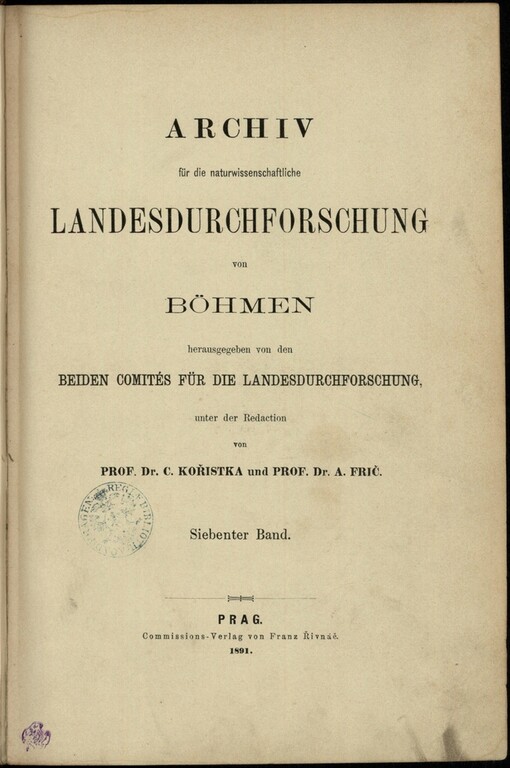 ARCHIV
für die naturwissenschaftliche
LANDESDURCHFORSCHUNG
von
BÖHMEN
herausgegeben von den
BEIDEN COMITÉS FÜR DIE LANDESDURCHFORSCHUNG,
unter der Redaction
von
PROF. Dr. C. KOŘISTKA und PROF. Dr. A. FRIČ.
Siebenter Band.
PRAG.
Commissions-Verlag von Franz Řivnáč.
1891.